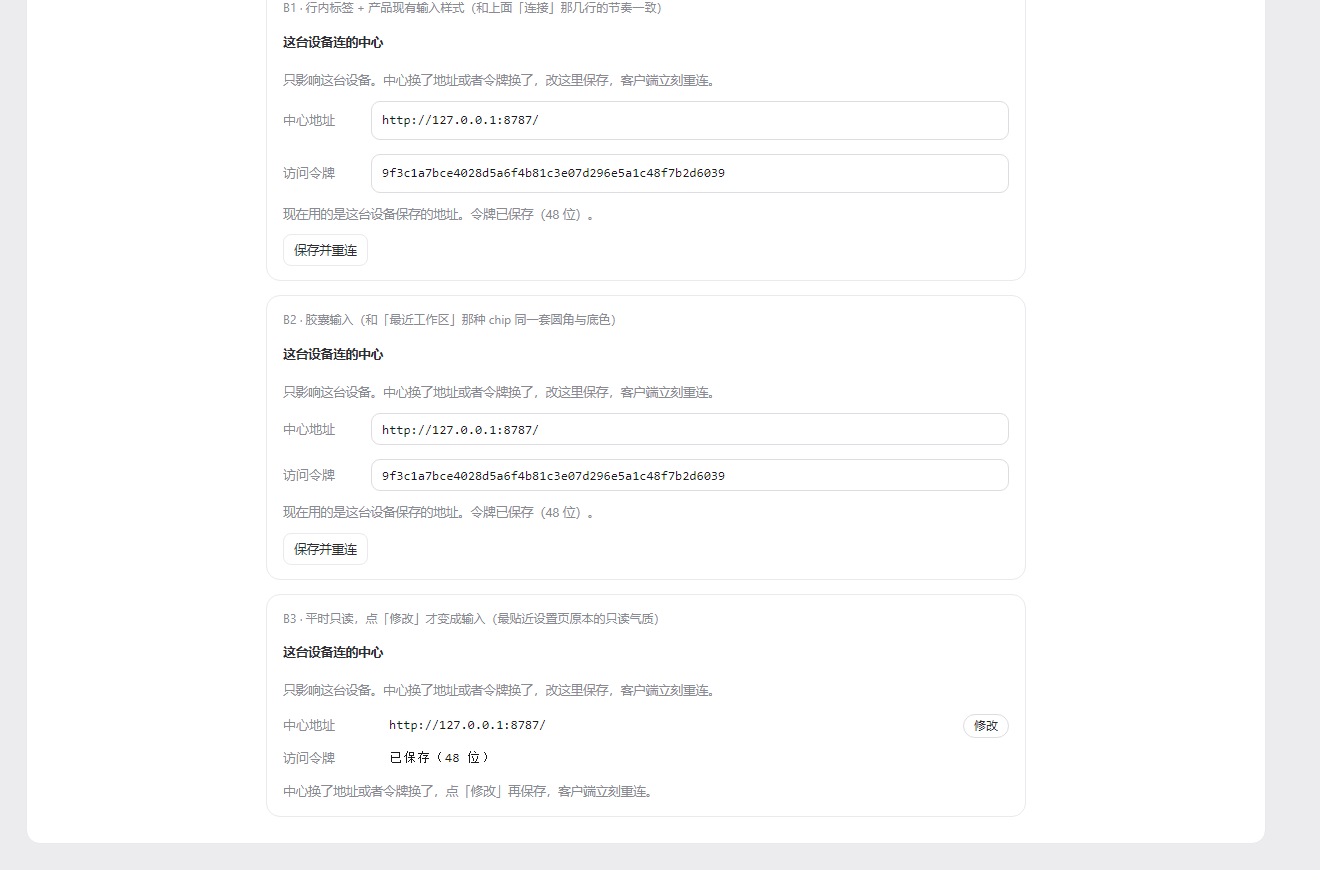 B1 · 行内标签 + 产品现有输入样式（和上面「连接」那几行的节奏一致）
这台设备连的中心
只影响这台设备。中心换了地址或者令牌换了，改这里保存，客户端立刻重连。
中心地址 http://127.0.0.1:8787/
访问令牌 9f3c1a7bce4028d5a6f4b81c3e07d296e5a1c48f7b2d6039
现在用的是这台设备保存的地址。令牌已保存（48 位）。
保存并重连
B2 · 胶囊输入（和「最近工作区」那种 chip 同一套圆角与底色）
这台设备连的中心
只影响这台设备。中心换了地址或者令牌换了，改这里保存，客户端立刻重连。
中心地址 http://127.0.0.1:8787/
访问令牌 9f3c1a7bce4028d5a6f4b81c3e07d296e5a1c48f7b2d6039
现在用的是这台设备保存的地址。令牌已保存（48 位）。
保存并重连
B3 · 平时只读，点「修改」才变成输入（最贴近设置页原本的只读气质）
这台设备连的中心
只影响这台设备。中心换了地址或者令牌换了，改这里保存，客户端立刻重连。
中心地址 http://127.0.0.1:8787/ 修改
访问令牌 已保存（48 位）
中心换了地址或者令牌换了，点「修改」再保存，客户端立刻重连。